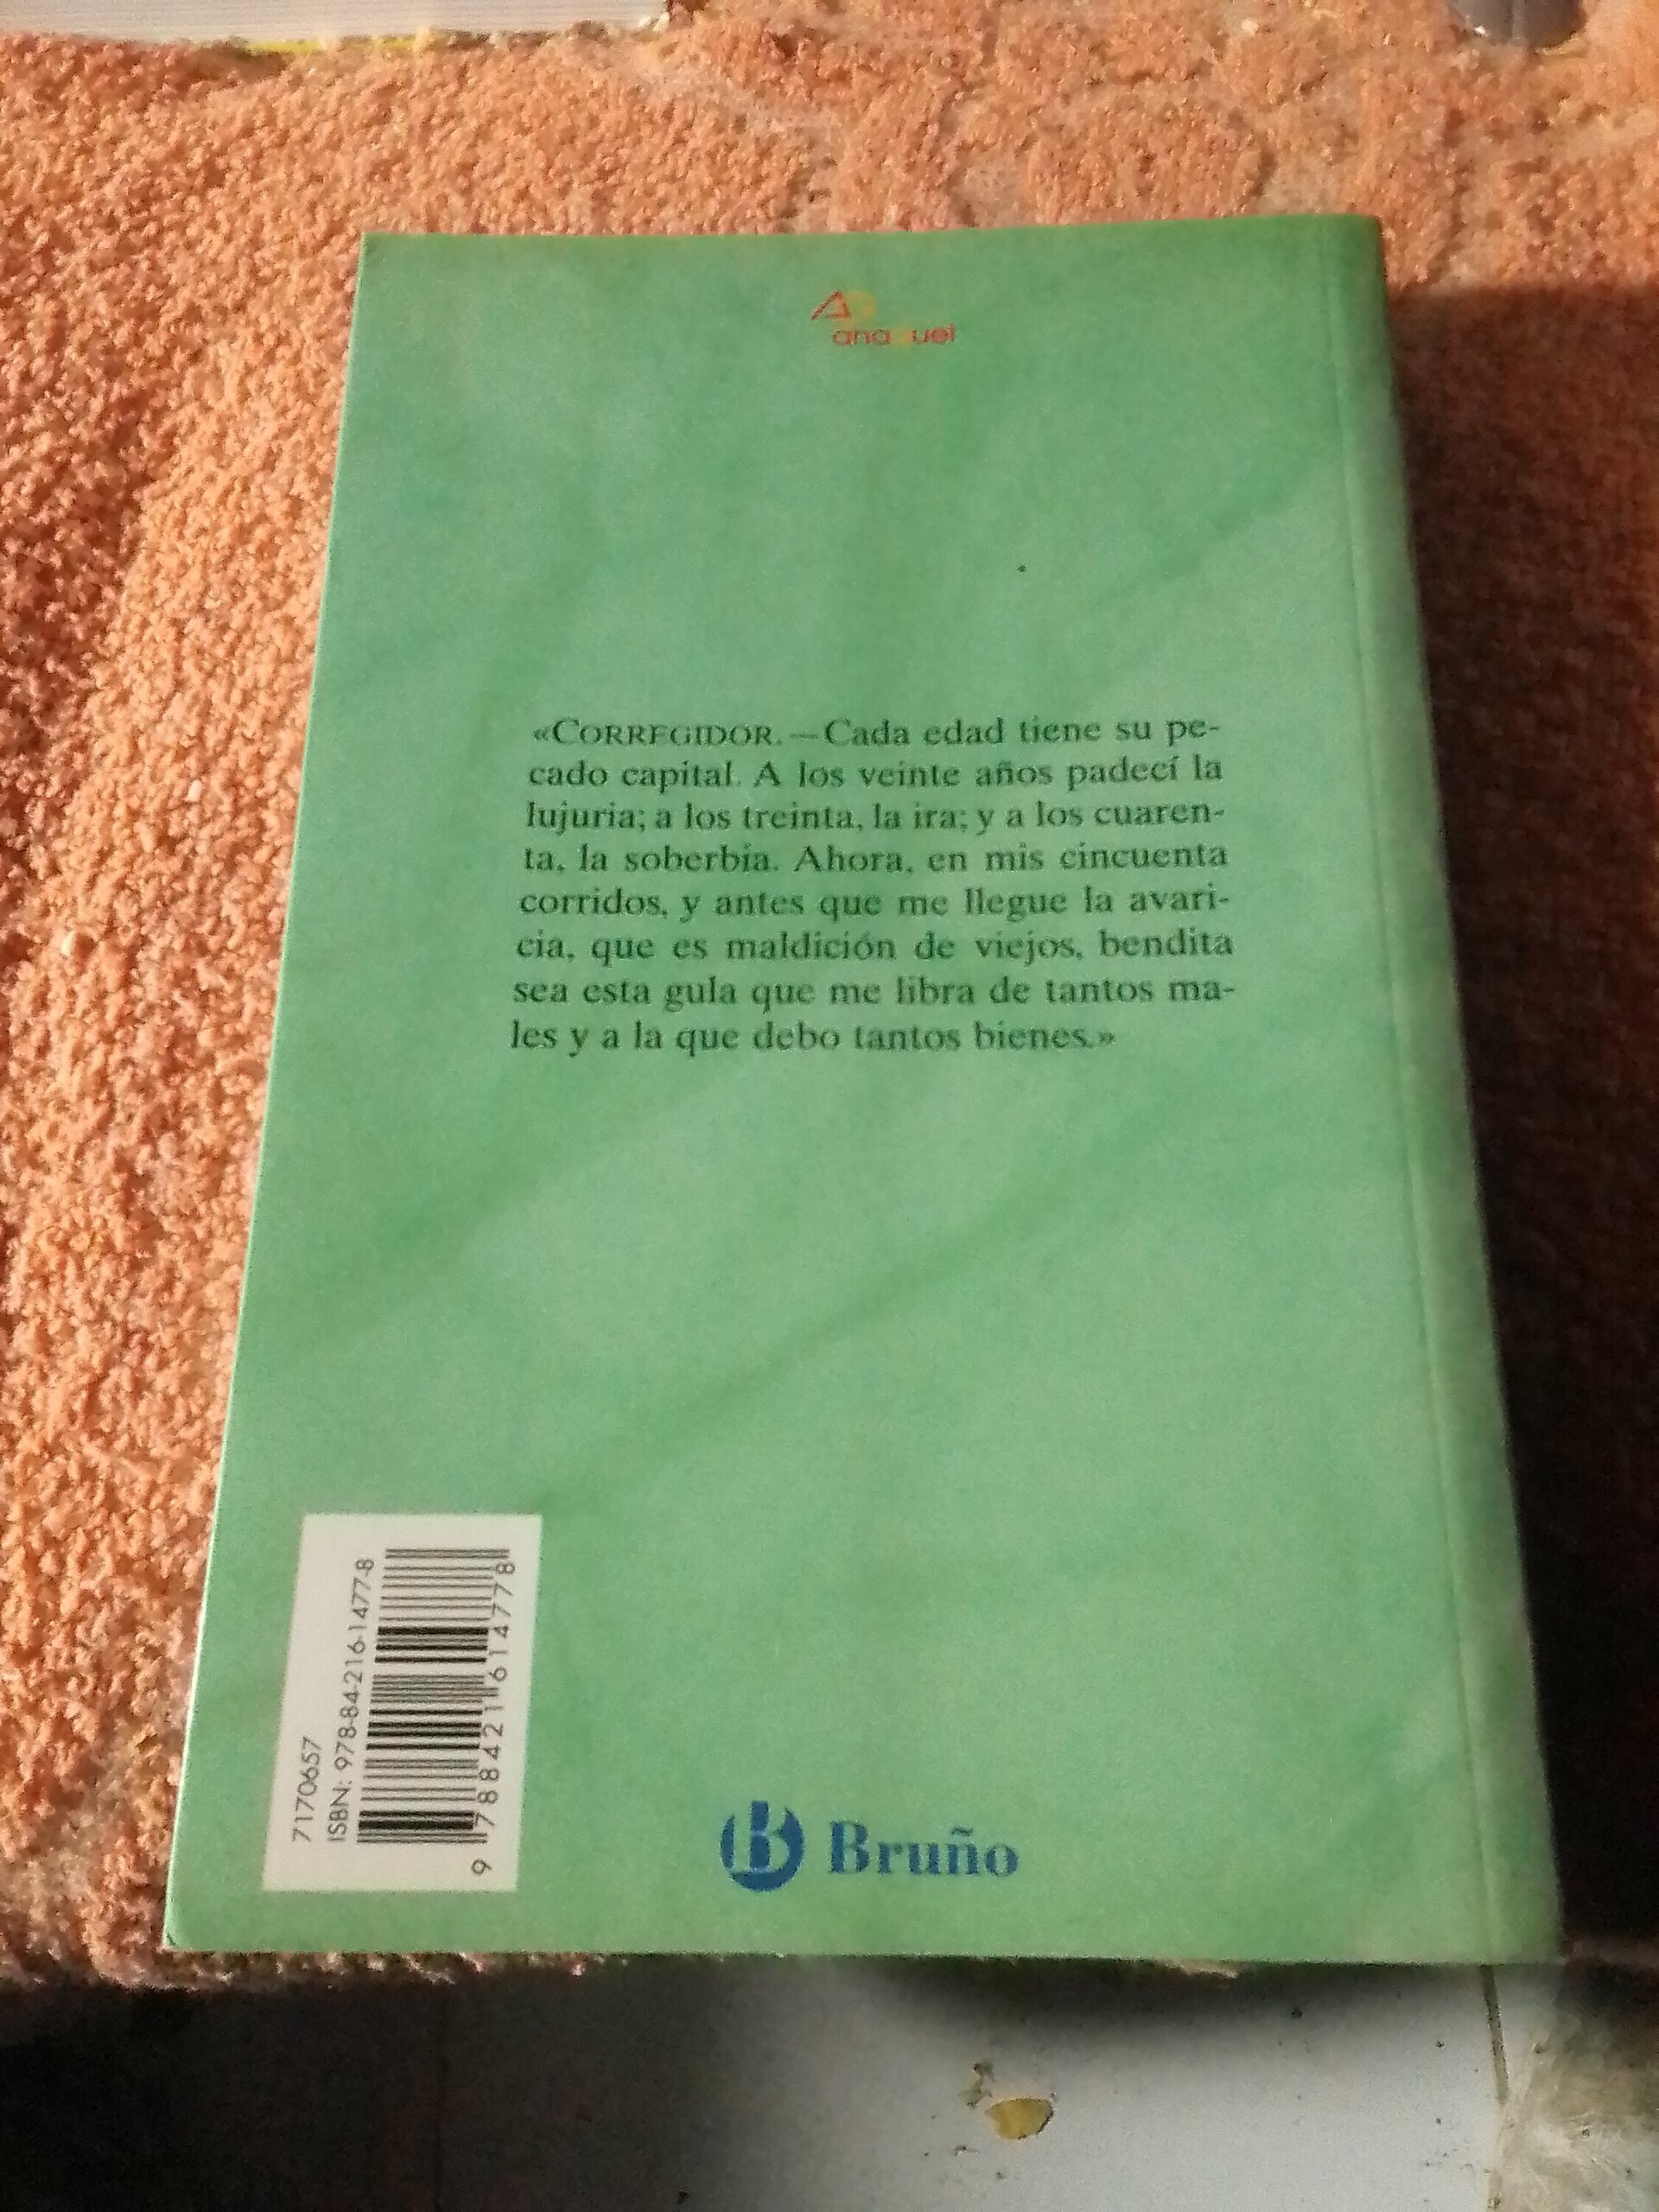 anaquel
«CORREGIDOR.—Cada edad tiene su pe-
cado capital. A los veinte años padecí la
lujuria; a los treinta, la ira; y a los cuaren-
ta, la soberbia. Ahora, en mis cincuenta
corridos, y antes que me llegue la avari-
cia, que es maldición de viejos, bendita
sea esta gula que me libra de tantos ma-
les y a la que debo tantos bienes.»
7170657
ISBN: 978-84-216-1477-8
9 788421 614778
Bruño